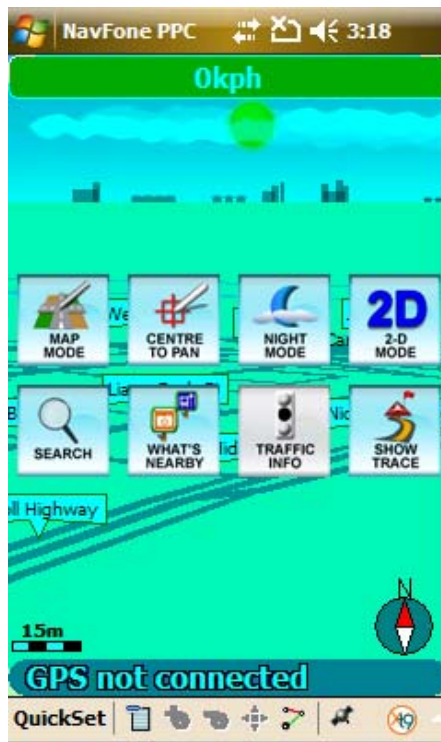 NavFone PPC 3:18
0kph
MAP MODE
CENTRE TO PAN
NIGHT MODE
2D
2-D MODE
SEARCH
WHAT'S NEARBY
TRAFFIC INFO
SHOW TRACE
Highway
15m
N
GPS not connected
QuickSet